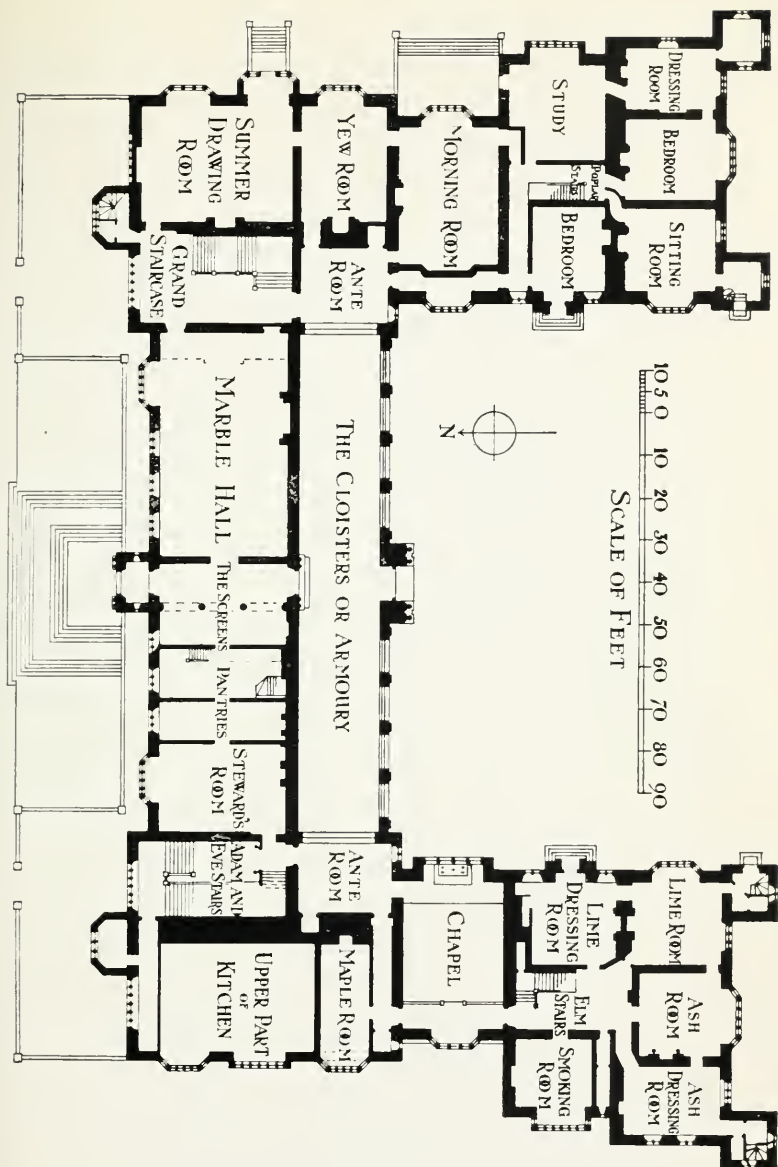 DRESSING
ROOM
BEDROOM
SITTING
ROOM
STUDY
POPLAR
STAIRS
BEDROOM
MORNING ROOM
YEW ROOM
ANTE
ROOM
SUMMER
DRAWING
ROOM
GRAND
STAIRCASE
10 5 0 10 20 30 40 50 60 70 80 90
SCALE OF FEET
N
THE CLOISTERS OR ARMOURY
MARBLE HALL
THE SCREENS
PANTRIES
STEWARD'S
ROOM
ADAM AND
EVE STAIRS
ANTE
ROOM
CHAPEL
LIME
DRESSING
ROOM
LIME ROOM
ASH
ROOM
ASH
DRESSING
ROOM
ELM
STAIRS
SMOKING
ROOM
MAPLE ROOM
UPPER PART
OF
KITCHEN